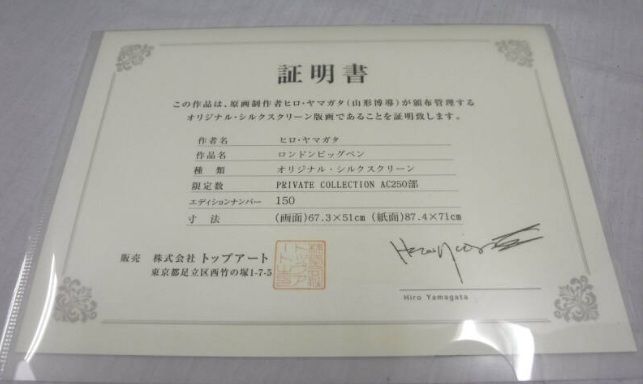 証明書
この作品は、原画制作者ヒロ・ヤマガタ(山形博導)が頒布管理する
オリジナル・シルクスクリーン版画であることを証明致します。
作者名 ヒロ・ヤマガタ
作品名 ロンドンビッグベン
種類 オリジナル・シルクスクリーン
限定数 PRIVATE COLLECTION AC250部
エディションナンバー 150
寸法 (画面)67.3×51cm (紙面)87.4×71cm
販売 株式会社 トップアート
東京都足立区西竹の塚1-7-5
Hiro Yamagata